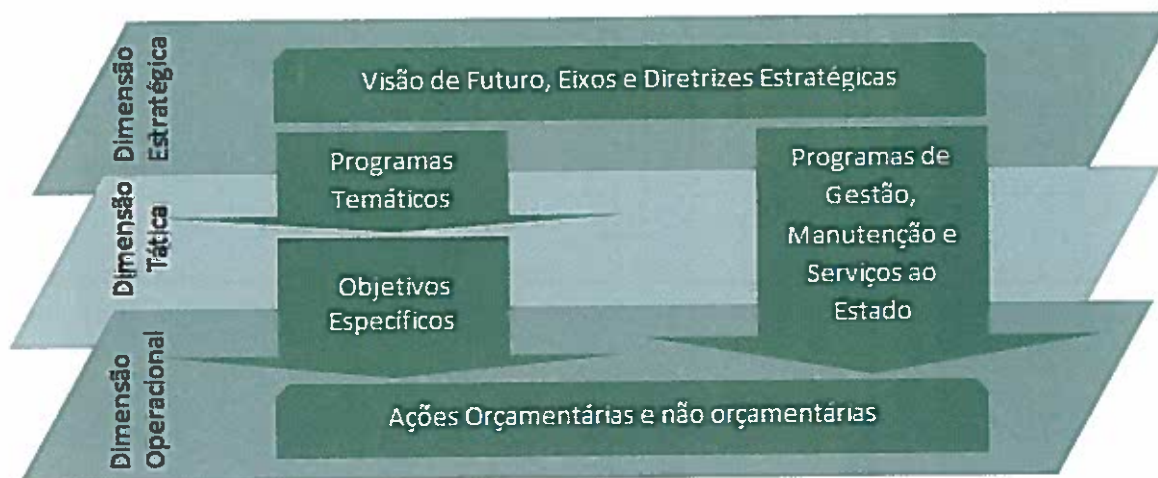 Dimensão
Estratégica
Visão de Futuro, Eixos e Diretrizes Estratégicas
Programas
Temáticos
Programas de
Gestão,
Manutenção e
Serviços ao
Estado
Dimensão
Tática
Objetivos
Específicos
Dimensão
Operacional
Ações Orçamentárias e não orçamentárias